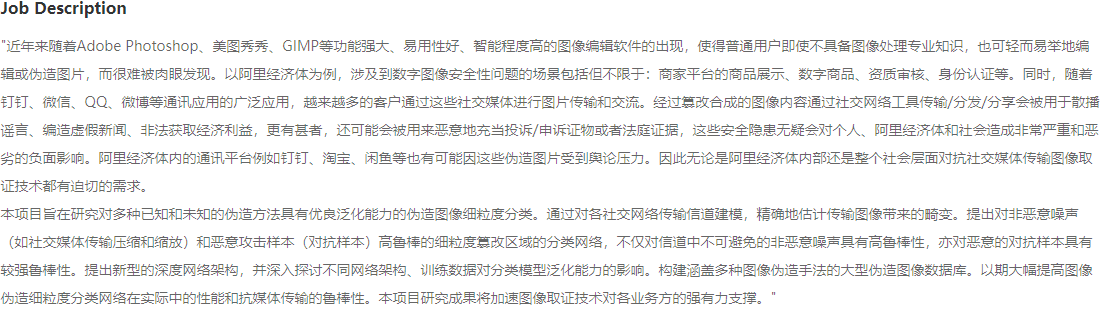 Job Description
"近年来随着Adobe Photoshop、美图秀秀、GIMP等功能强大、易用性好、智能程度高的图像编辑软件的出现，使得普通用户即使不具备图像处理专业知识，也可轻而易举地编
辑或伪造图片，而很难被肉眼发现。以阿里经济体为例，涉及到数字图像安全性问题的场景包括但不限于：商家平台的商品展示、数字商品、资质审核、身份认证等。同时，随着
钉钉、微信、QQ、微博等通讯应用的广泛应用，越来越多的客户通过这些社交媒体进行图片传输和交流。经过篡改合成的图像内容通过社交网络工具传输/分发/分享会被用于散播
谣言、编造虚假新闻、非法获取经济利益，更有甚者，还可能会被用来恶意地充当投诉/申诉证物或者法庭证据，这些安全隐患无疑会对个人、阿里经济体和社会造成非常严重和恶
劣的负面影响。阿里经济体内的通讯平台例如钉钉、淘宝、闲鱼等也有可能因这些伪造图片受到舆论压力。因此无论是阿里经济体内部还是整个社会层面对抗社交媒体传输图像取
证技术都有迫切的需求。
本项目旨在研究对多种已知和未知的伪造方法具有优良泛化能力的伪造图像细粒度分类。通过对各社交网络传输信道建模，精确地估计传输图像带来的畸变。提出对非恶意噪声
（如社交媒体传输压缩和缩放）和恶意攻击样本（对抗样本）高鲁棒的细粒度篡改区域的分类网络，不仅对信道中不可避免的非恶意噪声具有高鲁棒性，亦对恶意的对抗样本具有
较强鲁棒性。提出新型的深度网络架构，并深入探讨不同网络架构、训练数据对分类模型泛化能力的影响。构建涵盖多种图像伪造手法的大型伪造图像数据库。以期大幅提高图像
伪造细粒度分类网络在实际中的性能和抗媒体传输的鲁棒性。本项目研究成果将加速图像取证技术对各业务方的强有力支撑。"